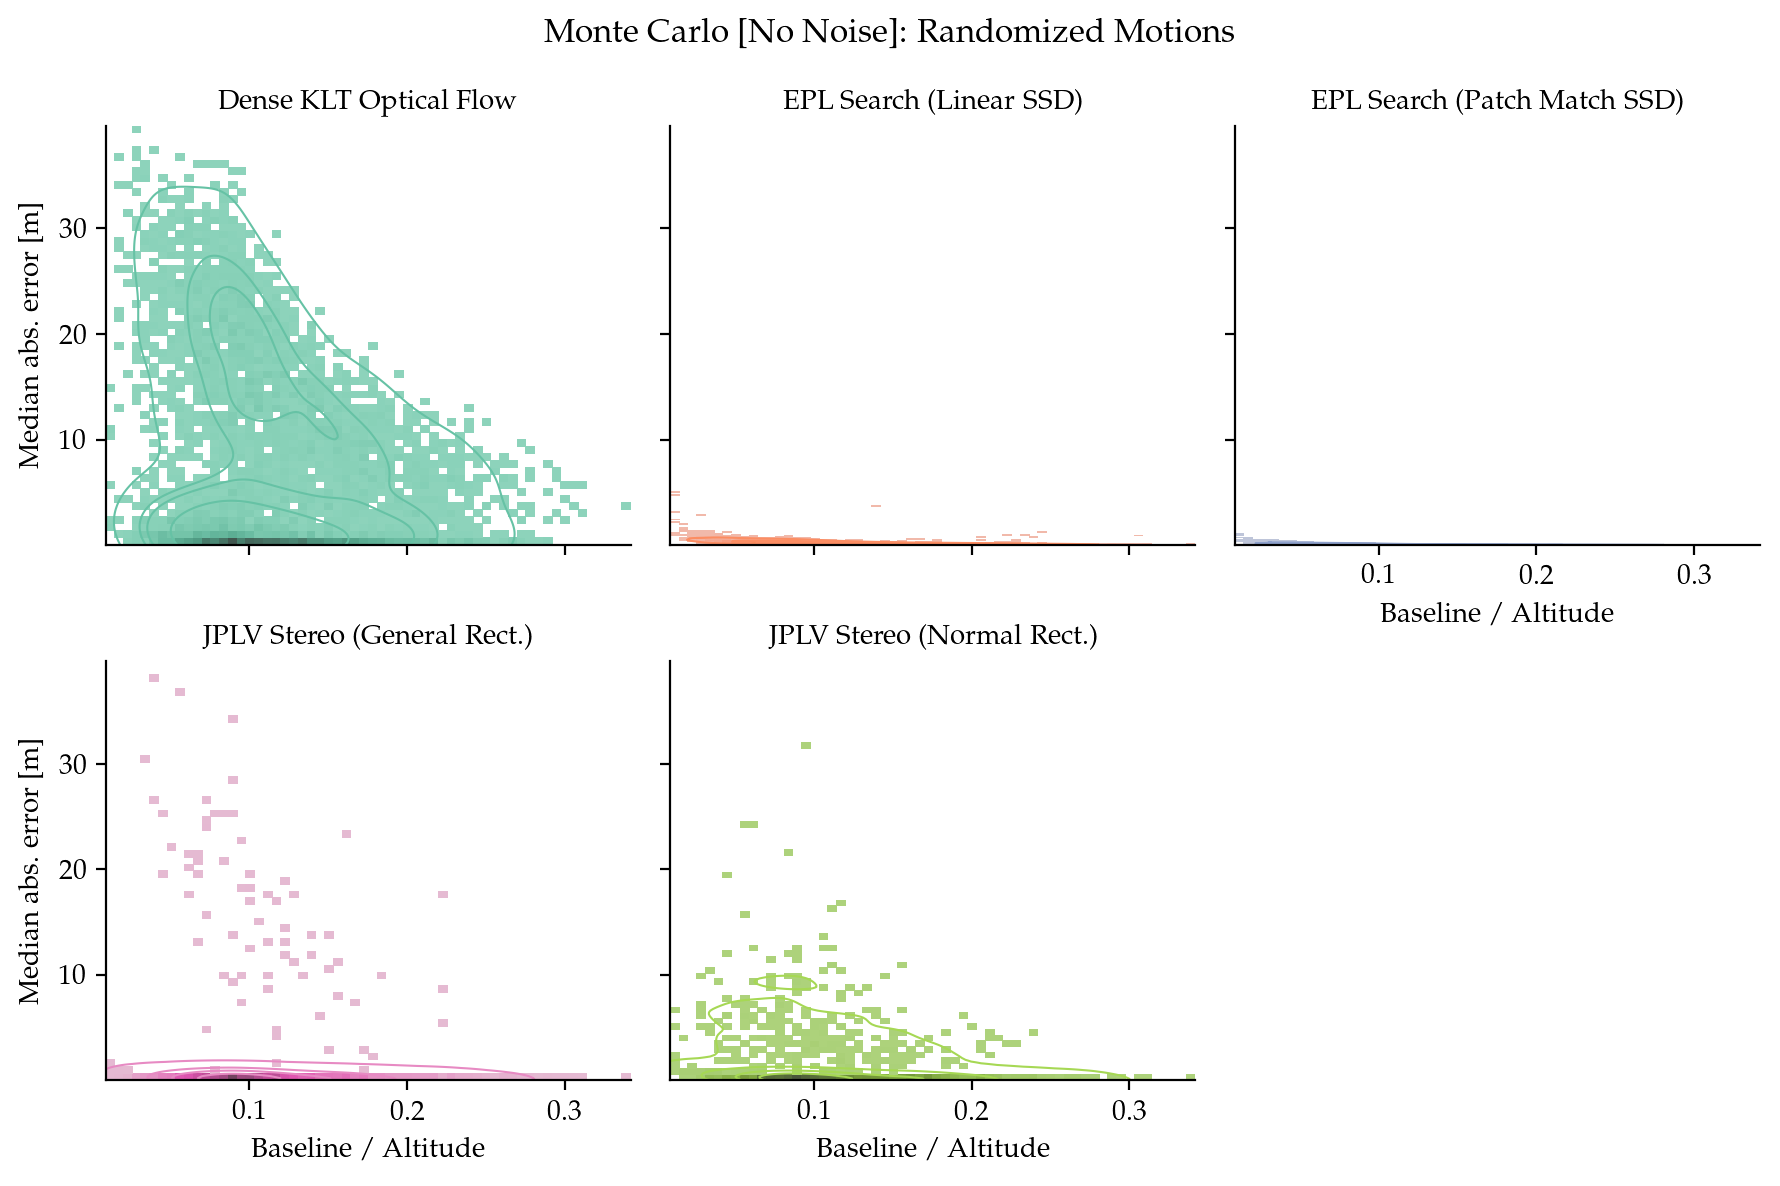 Monte Carlo [No Noise]: Randomized Motions
Dense KLT Optical Flow
EPL Search (Linear SSD)
EPL Search (Patch Match SSD)
Median abs. error [m]
30
20
10
0.1
0.2
0.3
Baseline / Altitude
JPLV Stereo (General Rect.)
JPLV Stereo (Normal Rect.)
Median abs. error [m]
30
20
10
0.1
0.2
0.3
Baseline / Altitude
0.1
0.2
0.3
Baseline / Altitude